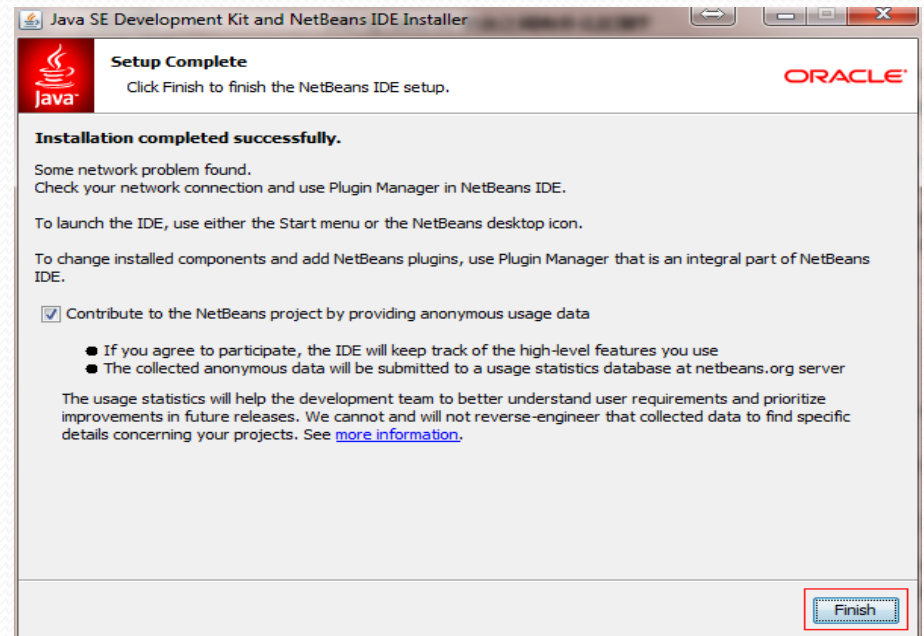 Java SE Development Kit and NetBeans IDE Installer
Setup Complete
Click Finish to finish the NetBeans IDE setup.
Java
ORACLE
Installation completed successfully.
Some network problem found.
Check your network connection and use Plugin Manager in NetBeans IDE.
To launch the IDE, use either the Start menu or the NetBeans desktop icon.
To change installed components and add NetBeans plugins, use Plugin Manager that is an integral part of NetBeans
IDE.
Contribute to the NetBeans project by providing anonymous usage data
If you agree to participate, the IDE will keep track of the high-level features you use
The collected anonymous data will be submitted to a usage statistics database at netbeans.org server
The usage statistics will help the development team to better understand user requirements and prioritize
improvements in future releases. We cannot and will not reverse-engineer that collected data to find specific
details concerning your projects. See more information.
Finish